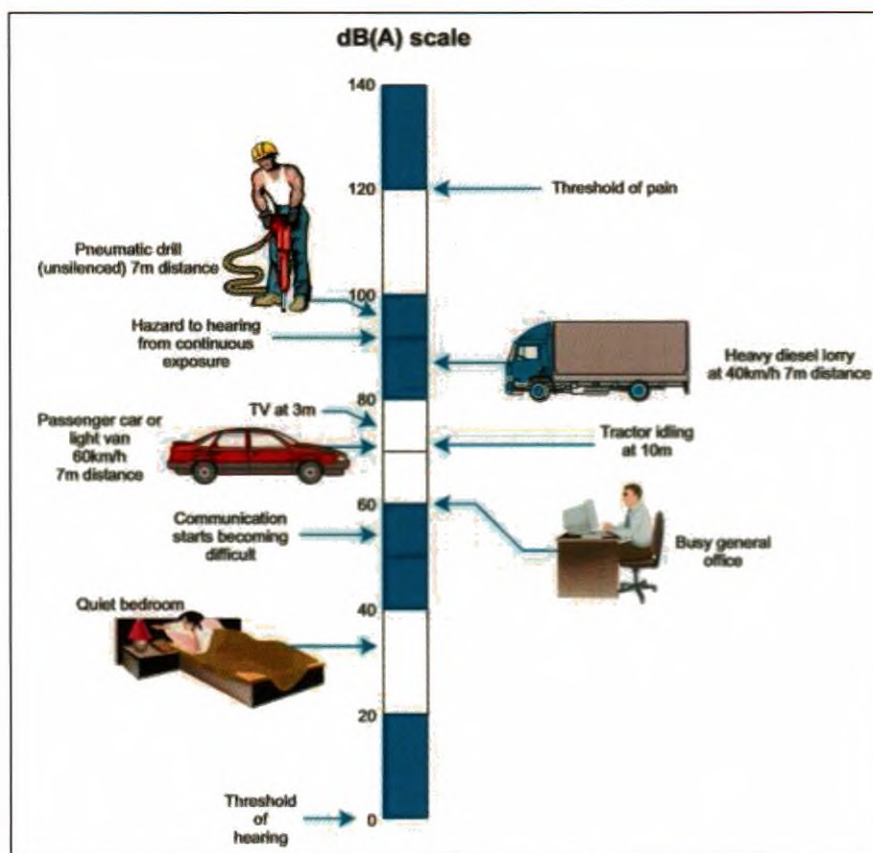 dB(A) scale
140
120
Threshold of pain
Pneumatic drill
(unsilenced) 7m distance
100
Hazard to hearing
from continuous
exposure
Heavy diesel lorry
at 40km/h 7m distance
80
TV at 3m
Passenger car or
light van
60km/h
7m distance
Tractor idling
at 10m
60
Communication
starts becoming
difficult
Busy general
office
Quiet bedroom
40
20
Threshold
of
hearing
0